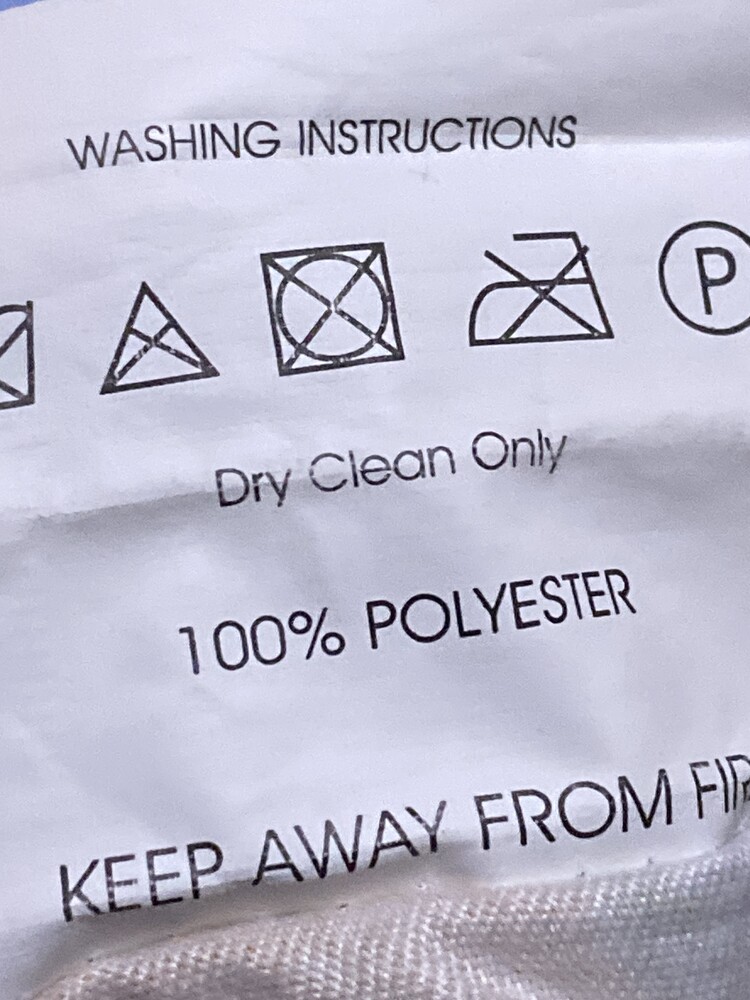 WASHING INSTRUCTIONS
P
Dry Clean Only
100% POLYESTER
KEEP AWAY FROM